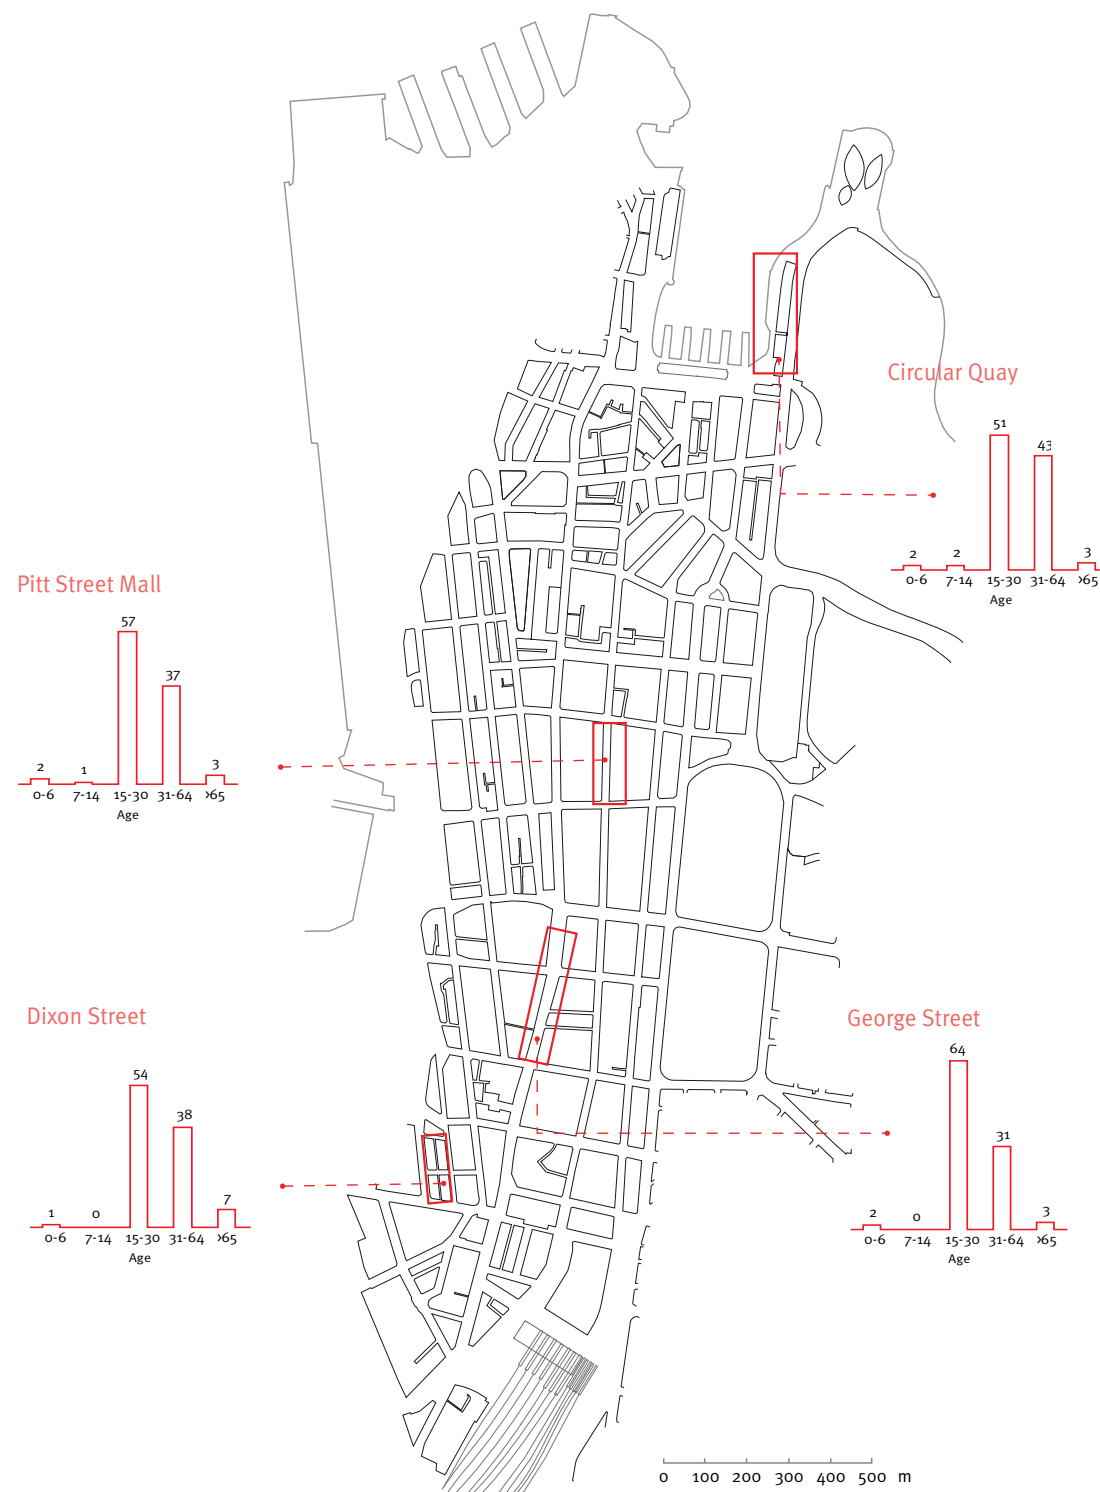 Circular Quay
51
43
2
2
3
0-6 7-14 15-30 31-64 >65
Age
Pitt Street Mall
57
37
2
1
3
0-6 7-14 15-30 31-64 >65
Age
Dixon Street
54
38
1
0
7
0-6 7-14 15-30 31-64 >65
Age
George Street
64
31
2
0
3
0-6 7-14 15-30 31-64 >65
Age
0 100 200 300 400 500 m